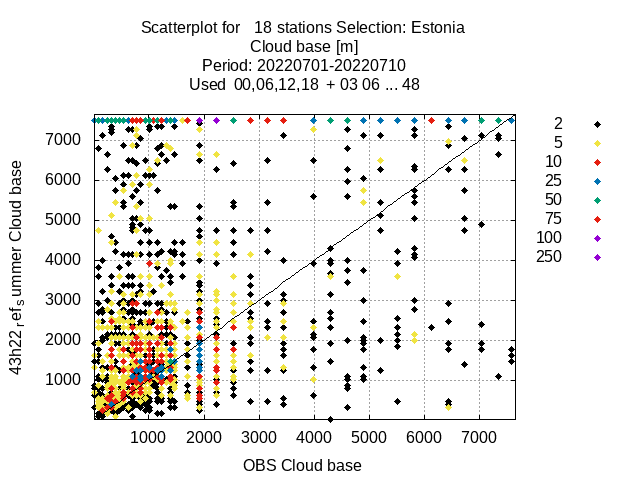 Scatterplot for 18 stations Selection: Estonia
Cloud base [m]
Period: 20220701-20220710
Used 00,06,12,18 + 03 06 ... 48
7000
6000
5000
4000
3000
2000
1000
43h22_ref_summer Cloud base
1000 2000 3000 4000 5000 6000 7000
OBS Cloud base
2
5
10
25
50
75
100
250